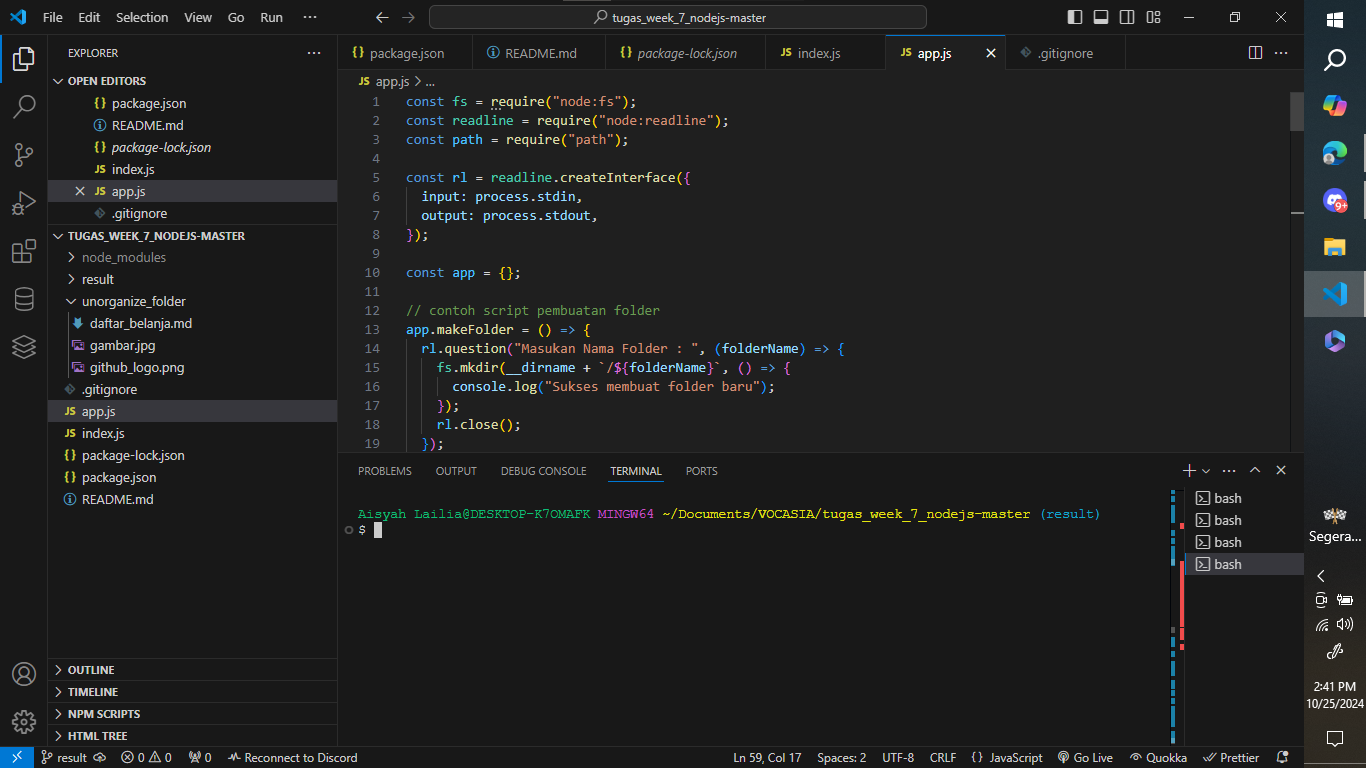 File Edit Selection View Go Run ··· tugas_week_7_nodejs-master
EXPLORER
OPEN EDITORS
{} package.json
README.md
{} package-lock.json
JS index.js
JS app.js
.gitignore
TUGAS_WEEK_7_NODEJS-MASTER
node_modules
result
unorganize_folder
daftar_belanja.md
gambar.jpg
github_logo.png
.gitignore
JS app.js
JS index.js
{} package-lock.json
{} package.json
README.md
OUTLINE
TIMELINE
NPM SCRIPTS
HTML TREE
{} package.json README.md {} package-lock.json JS index.js JS app.js .gitignore
JS app.js > ...
1 const fs = require("node:fs");
2 const readline = require("node:readline");
3 const path = require("path");
4
5 const rl = readline.createInterface({
6 input: process.stdin,
7 output: process.stdout,
8 });
9
10 const app = {};
11
12 // contoh script pembuatan folder
13 app.makeFolder = () => {
14 rl.question("Masukan Nama Folder : ", (folderName) => {
15 fs.mkdir(__dirname + `/${folderName}`, () => {
16 console.log("Sukses membuat folder baru");
17 });
18 rl.close();
19 });
PROBLEMS OUTPUT DEBUG CONSOLE TERMINAL PORTS
Aisyah Lailia@DESKTOP-K7OMAFK MINGW64 ~/Documents/VOCASIA/tugas_week_7_nodejs-master (result)
$
bash
bash
bash
bash
9+
Segera...
2:41 PM
10/25/2024
result 0 0 0 Reconnect to Discord Ln 59, Col 17 Spaces: 2 UTF-8 CRLF {} JavaScript Go Live Quokka Prettier